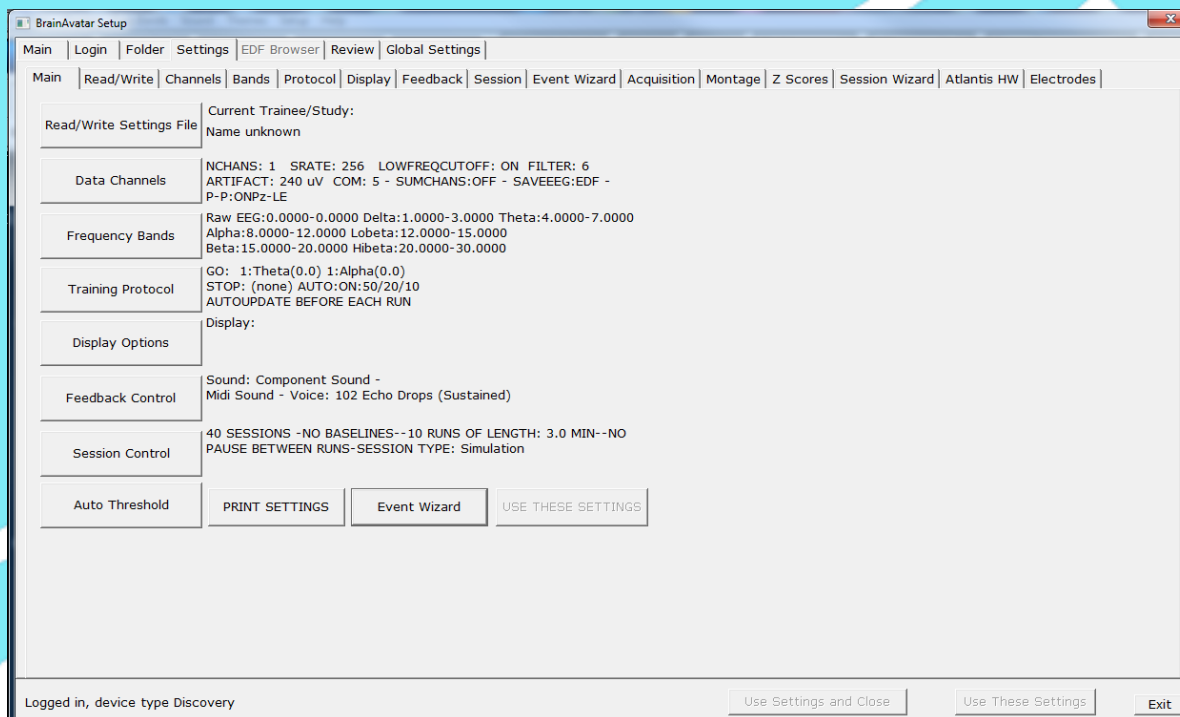 BrainAvatar Setup
Main Login Folder Settings EDF Browser Review Global Settings
Main Read/Write Channels Bands Protocol Display Feedback Session Event Wizard Acquisition Montage Z Scores Session Wizard Atlantis HW Electrodes
Read/Write Settings File
Current Trainee/Study:
Name unknown
Data Channels
NCHANS: 1 SRATE: 256 LOWFREQCUTOFF: ON FILTER: 6
ARTIFACT: 240 uV COM: 5 - SUMCHANS:OFF - SAVEEEG:EDF -
P-P:ONPz-LE
Frequency Bands
Raw EEG:0.0000-0.0000 Delta:1.0000-3.0000 Theta:4.0000-7.0000
Alpha:8.0000-12.0000 Lobeta:12.0000-15.0000
Beta:15.0000-20.0000 Hibeta:20.0000-30.0000
Training Protocol
GO: 1:Theta(0.0) 1:Alpha(0.0)
STOP: (none) AUTO:ON:50/20/10
AUTOUPDATE BEFORE EACH RUN
Display Options
Display:
Feedback Control
Sound: Component Sound -
Midi Sound - Voice: 102 Echo Drops (Sustained)
Session Control
40 SESSIONS -NO BASELINES--10 RUNS OF LENGTH: 3.0 MIN--NO
PAUSE BETWEEN RUNS-SESSION TYPE: Simulation
Auto Threshold PRINT SETTINGS Event Wizard USE THESE SETTINGS
Logged in, device type Discovery Use Settings and Close Use These Settings Exit